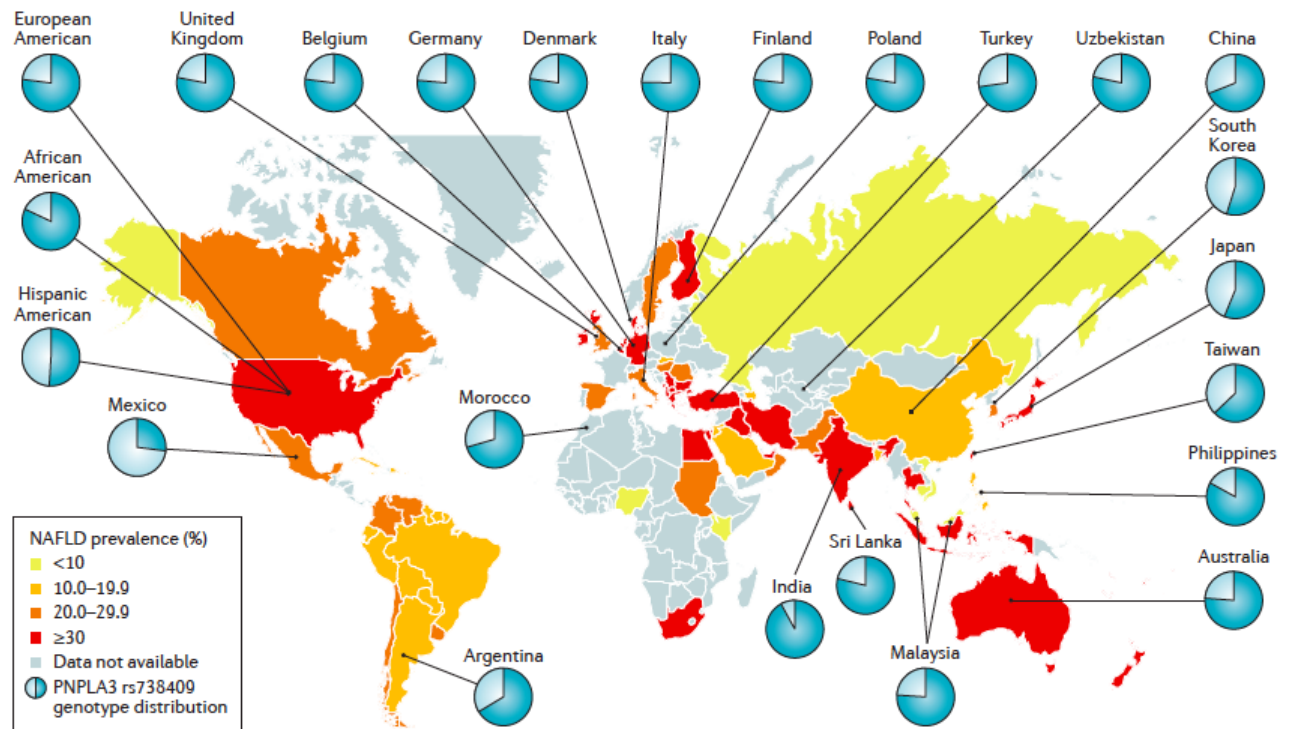 European
American
United
Kingdom
Belgium
Germany
Denmark
Italy
Finland
Poland
Turkey
Uzbekistan
China
South
Korea
African
American
Japan
Hispanic
American
Taiwan
Mexico
Morocco
Philippines
NAFLD prevalence (%)
<10
10.0–19.9
20.0–29.9
≥30
Data not available
PNPLA3 rs738409
genotype distribution
Sri Lanka
India
Australia
Argentina
Malaysia